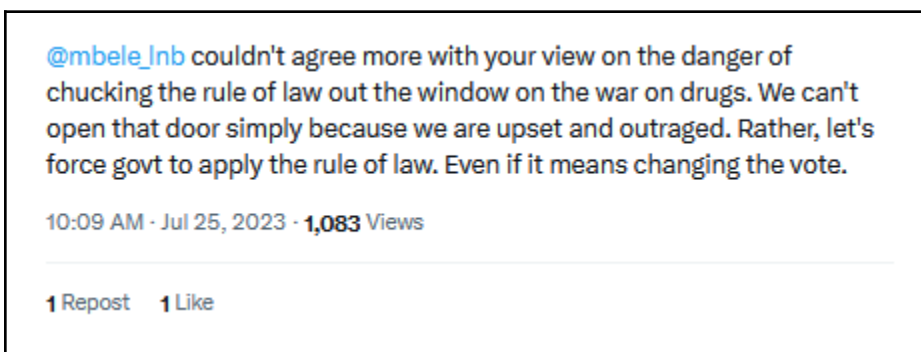 @mbele_lnb couldn't agree more with your view on the danger of
chucking the rule of law out the window on the war on drugs. We can't
open that door simply because we are upset and outraged. Rather, let's
force govt to apply the rule of law. Even if it means changing the vote.
10:09 AM · Jul 25, 2023 · 1,083 Views
1 Repost 1 Like